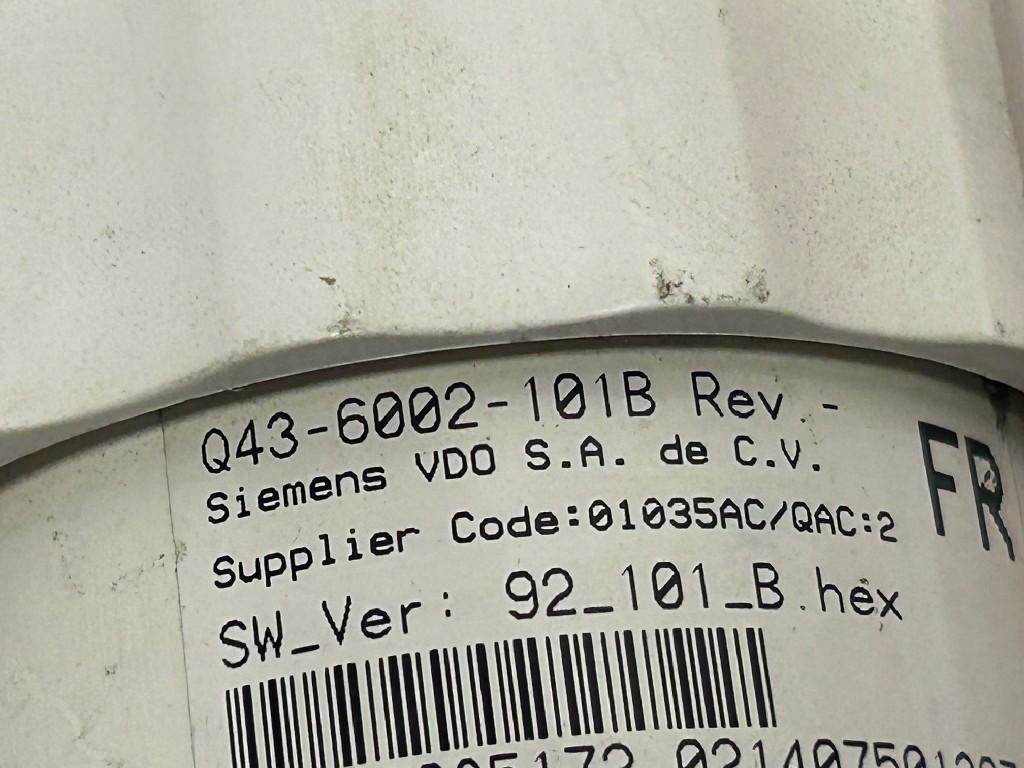 Q43-6002-101B Rev.-
Siemens VDO S.A. de C.V.
FR
Supplier Code:01035AC/QAC:2
SW_Ver: 92_101_B.hex